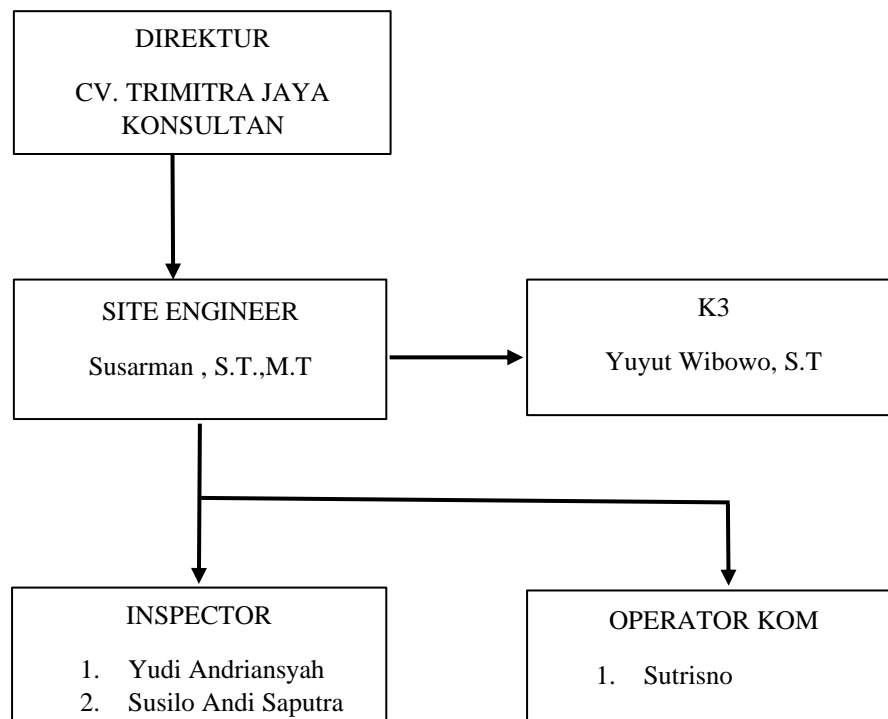 DIREKTUR
CV. TRIMITRA JAYA
KONSULTAN
SITE ENGINEER
Susarman , S.T.,M.T
K3
Yuyut Wibowo, S.T
INSPECTOR
1. Yudi Andriansyah
2. Susilo Andi Saputra
OPERATOR KOM
1. Sutrisno